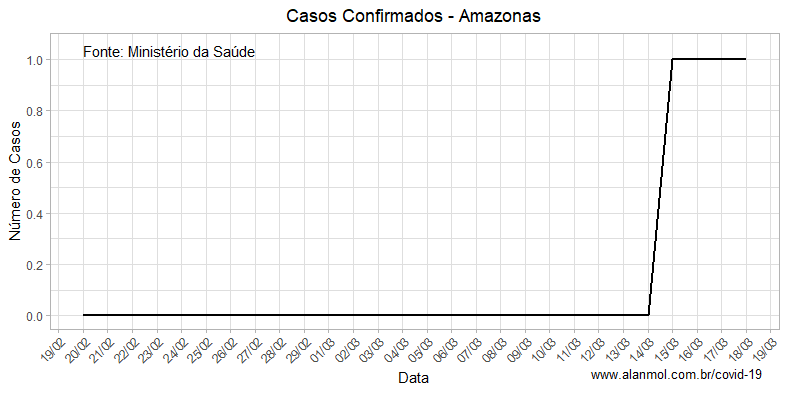 Casos Confirmados - Amazonas
Fonte: Ministério da Saúde
Número de Casos
1.0
0.8
0.6
0.4
0.2
0.0
19/02 20/02 21/02 22/02 23/02 24/02 25/02 26/02 27/02 28/02 29/02 01/03 02/03 03/03 04/03 05/03 06/03 07/03 08/03 09/03 10/03 11/03 12/03 13/03 14/03 15/03 16/03 17/03 18/03 19/03
Data
www.alanmol.com.br/covid-19